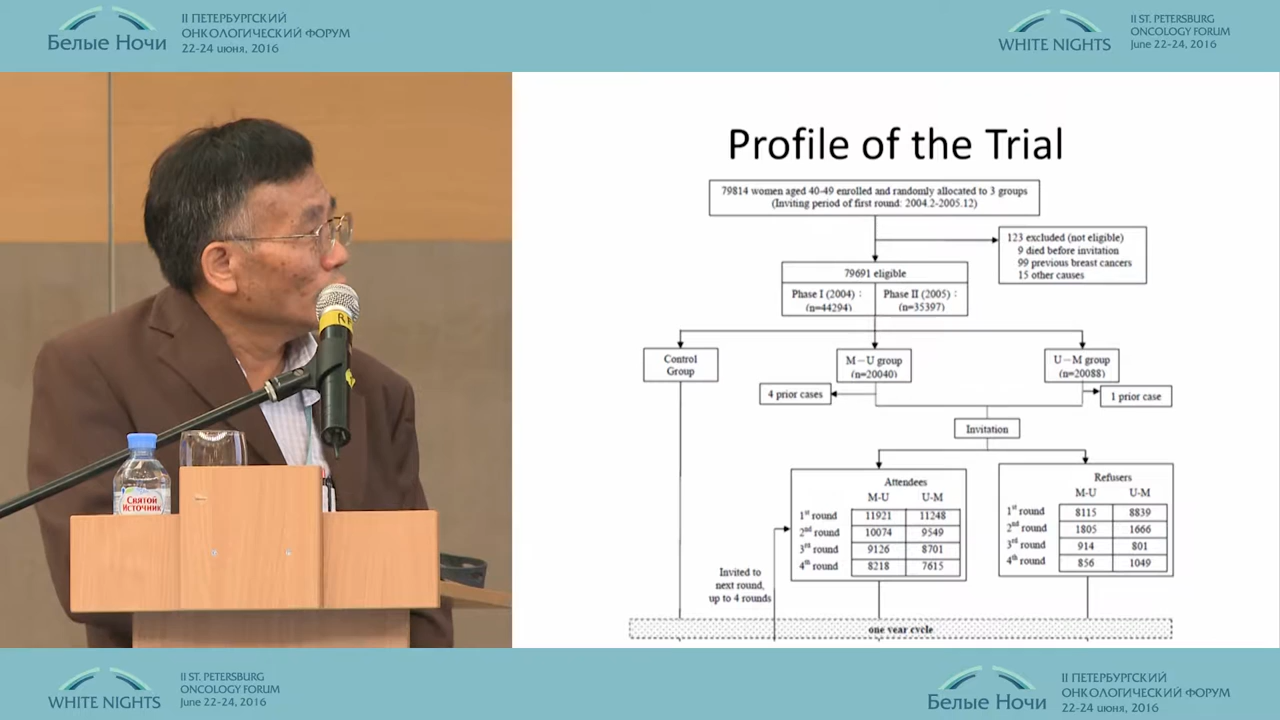 Белые Ночи
II ПЕТЕРБУРГСКИЙ
ОНКОЛОГИЧЕСКИЙ ФОРУМ
22-24 июня, 2016
WHITE NIGHTS
II ST. PETERSBURG
ONCOLOGY FORUM
June 22-24, 2016
Profile of the Trial
79814 women aged 40-49 enrolled and randomly allocated to 3 groups
(Inviting period of first round: 2004.2-2005.12)
123 excluded (not eligible)
9 died before invitation
99 previous breast cancers
15 other causes
79691 eligible
Phase I (2004) :
(n=44294)
Phase II (2005) :
(n=35397)
Control
Group
M－U group
(n=20040)
U－M group
(n=20088)
4 prior cases
1 prior case
Invitation
Attendees
M-U U-M
1st round 11921 11248
2nd round 10074 9549
3rd round 9126 8701
4th round 8218 7615
Refusers
M-U U-M
1st round 8115 8839
2nd round 1805 1666
3rd round 914 801
4th round 856 1049
Invited to
next round,
up to 4 rounds
one year cycle
Святой
Источник
WHITE NIGHTS
II ST. PETERSBURG
ONCOLOGY FORUM
June 22-24, 2016
Белые Ночи
II ПЕТЕРБУРГСКИЙ
ОНКОЛОГИЧЕСКИЙ ФОРУМ
22-24 июня, 2016